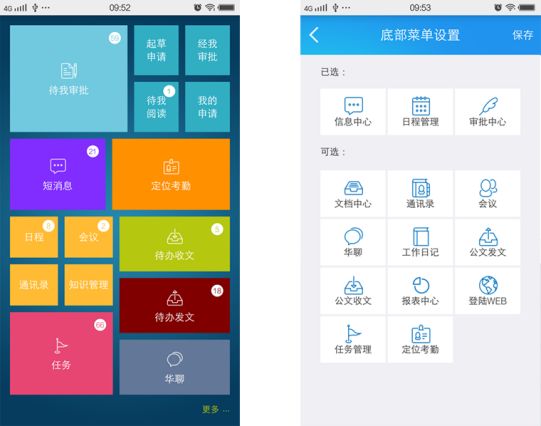 4G
09:52
59
待我审批
起草
申请
经我
审批
1
待我
阅读
我的
申请
21
短消息
定位考勤
日程
会议
2
5
待办收文
通讯录
知识管理
18
待办发文
66
任务
华聊
更多 ...
4G
09:53
底部菜单设置
保存
已选：
信息中心
日程管理
审批中心
可选：
文档中心
通讯录
会议
华聊
工作日记
公文发文
公文收文
报表中心
登陆WEB
任务管理
定位考勤